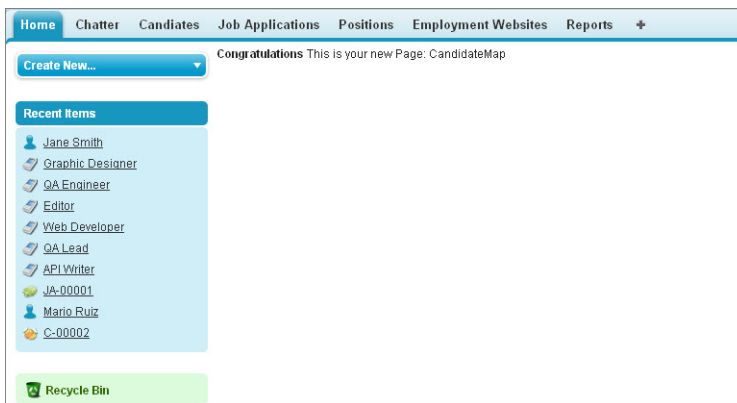 Home Chatter Candiates Job Applications Positions Employment Websites Reports +
Create New...
Congratulations This is your new Page: CandidateMap
Recent Items
Jane Smith
Graphic Designer
QA Engineer
Editor
Web Developer
QA Lead
API Writer
JA-00001
Mario Ruiz
C-00002
Recycle Bin